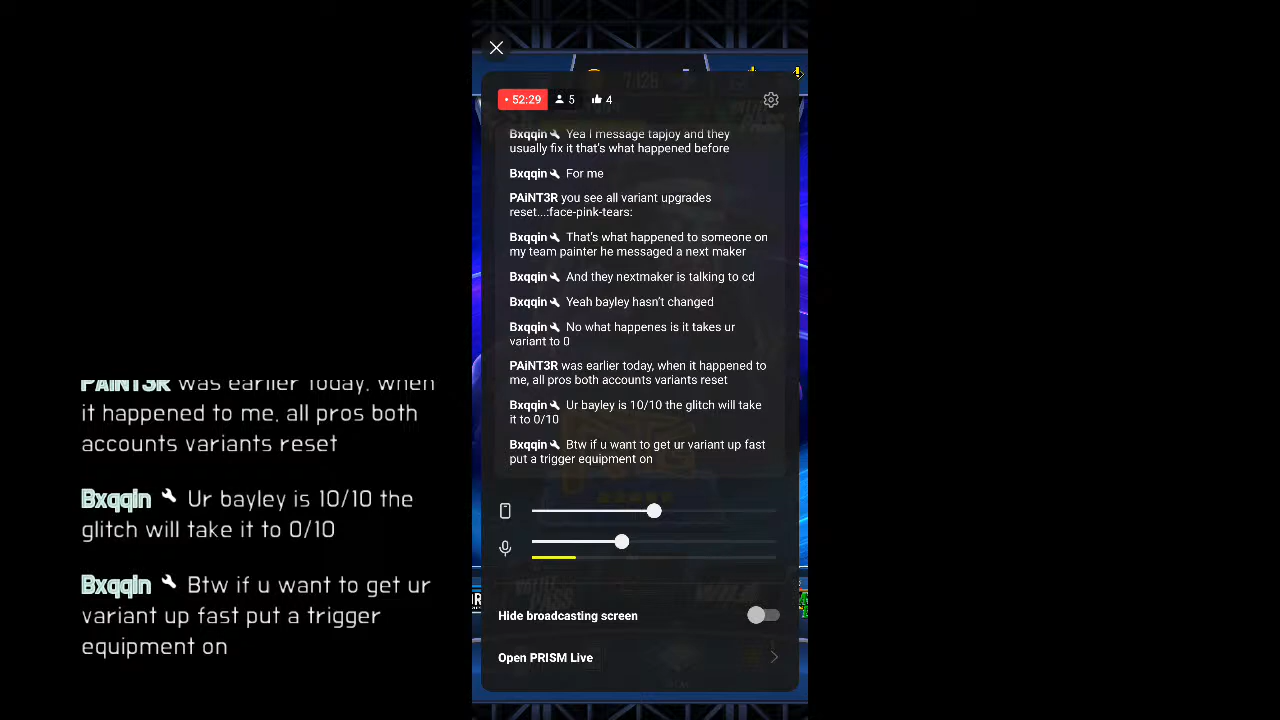 52:29 5 4
Bxqqin Yea I message tapjoy and they
usually fix it that's what happened before
Bxqqin For me
PAiNT3R you see all variant upgrades
reset...:face-pink-tears:
Bxqqin That's what happened to someone on
my team painter he messaged a next maker
Bxqqin And they nextmaker is talking to cd
Bxqqin Yeah bayley hasn't changed
Bxqqin No what happenes is it takes ur
variant to 0
PAiNT3R was earlier today, when it happened to
me, all pros both accounts variants reset
Bxqqin Ur bayley is 10/10 the glitch will take
it to 0/10
Bxqqin Btw if u want to get ur variant up fast
put a trigger equipment on
Hide broadcasting screen
Open PRISM Live
PAiNT3R was earlier today, when
it happened to me, all pros both
accounts variants reset
Bxqqin Ur bayley is 10/10 the
glitch will take it to 0/10
Bxqqin Btw if u want to get ur
variant up fast put a trigger
equipment on